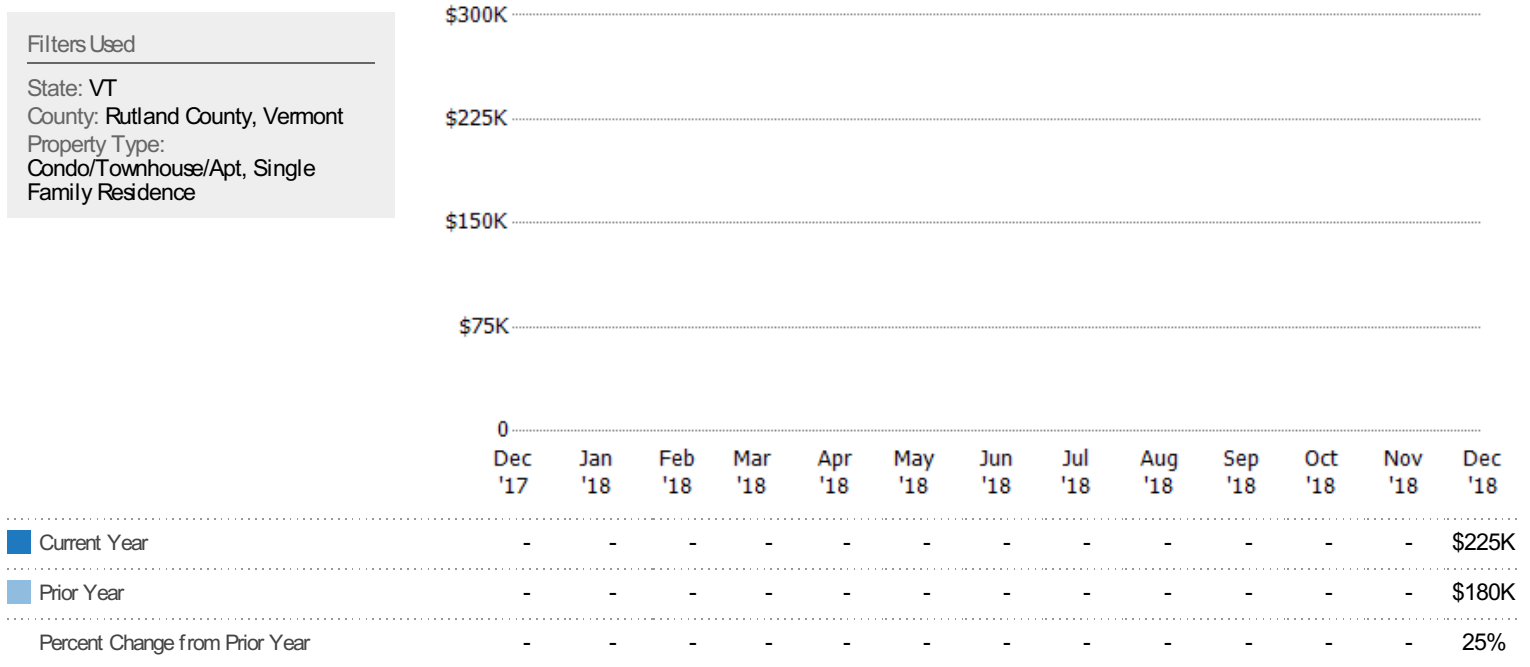 Filters Used
State: VT
County: Rutland County, Vermont
Property Type:
Condo/Townhouse/Apt, Single
Family Residence
$300K
$225K
$150K
$75K
0
Dec Jan Feb Mar Apr May Jun Jul Aug Sep Oct Nov Dec
'17 '18 '18 '18 '18 '18 '18 '18 '18 '18 '18 '18 '18
Current Year - - - - - - - - - - - - $225K
Prior Year - - - - - - - - - - - - $180K
Percent Change from Prior Year - - - - - - - - - - - - 25%